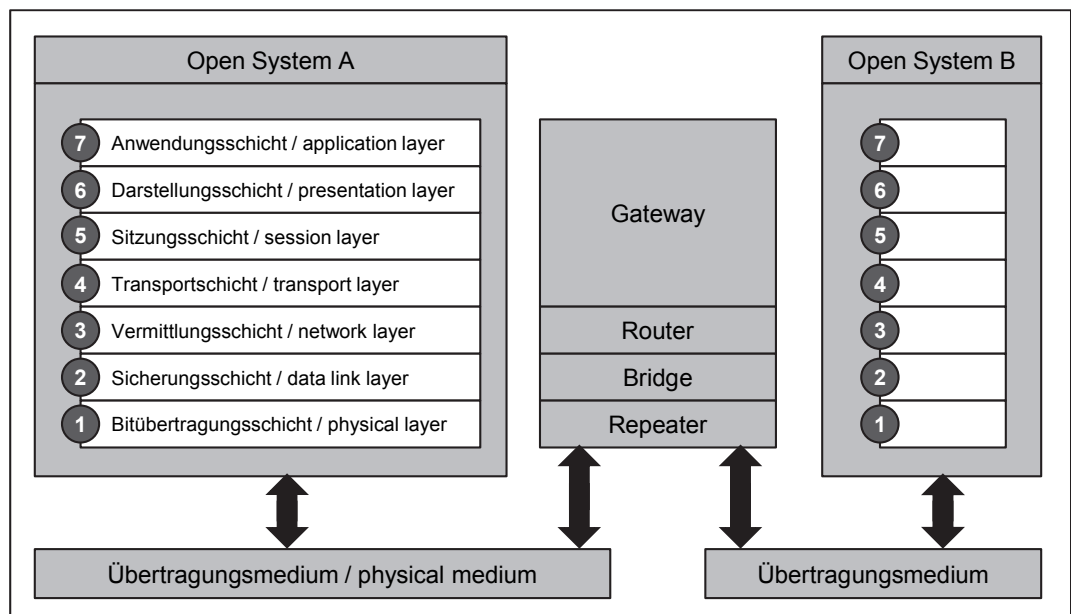 Open System A
7 Anwendungsschicht / application layer
6 Darstellungsschicht / presentation layer
5 Sitzungsschicht / session layer
4 Transportschicht / transport layer
3 Vermittlungsschicht / network layer
2 Sicherungsschicht / data link layer
1 Bitübertragungsschicht / physical layer
Gateway
Router
Bridge
Repeater
Open System B
7
6
5
4
3
2
1
Übertragungsmedium / physical medium
Übertragungsmedium